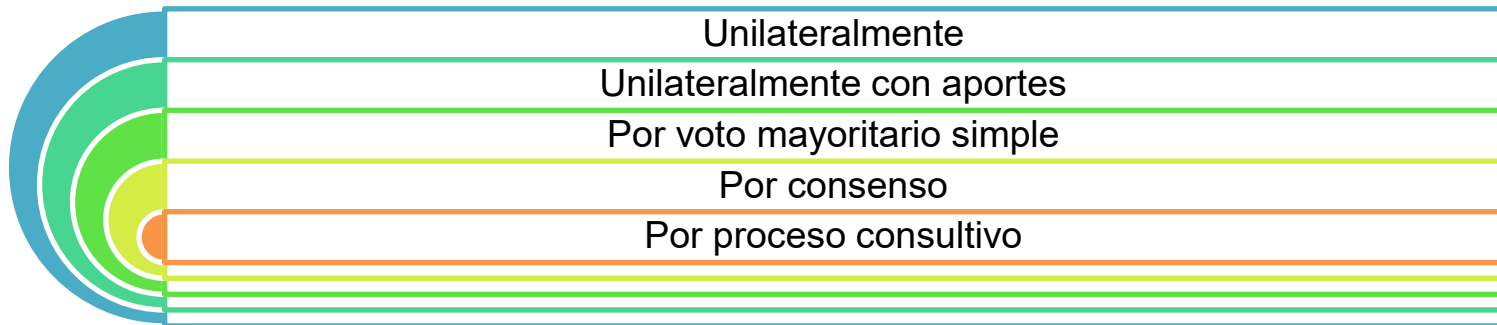 Unilateralmente
Unilateralmente con aportes
Por voto mayoritario simple
Por consenso
Por proceso consultivo